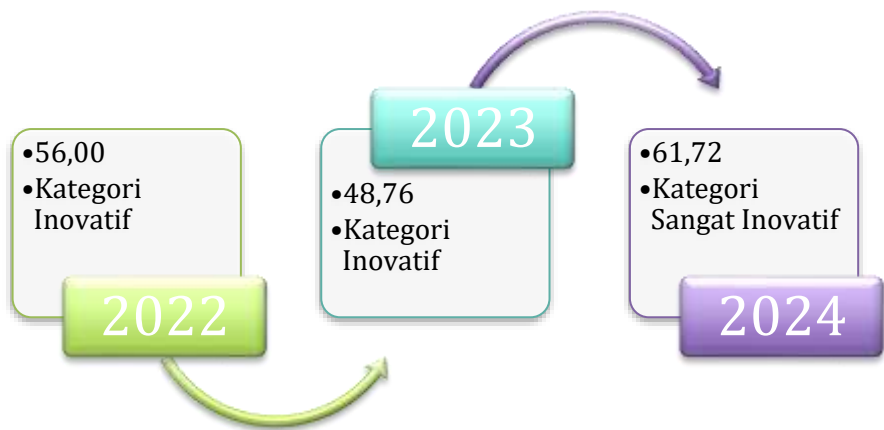 •56,00
•Kategori
Inovatif
2022
2023
•48,76
•Kategori
Inovatif
•61,72
•Kategori
Sangat Inovatif
2024